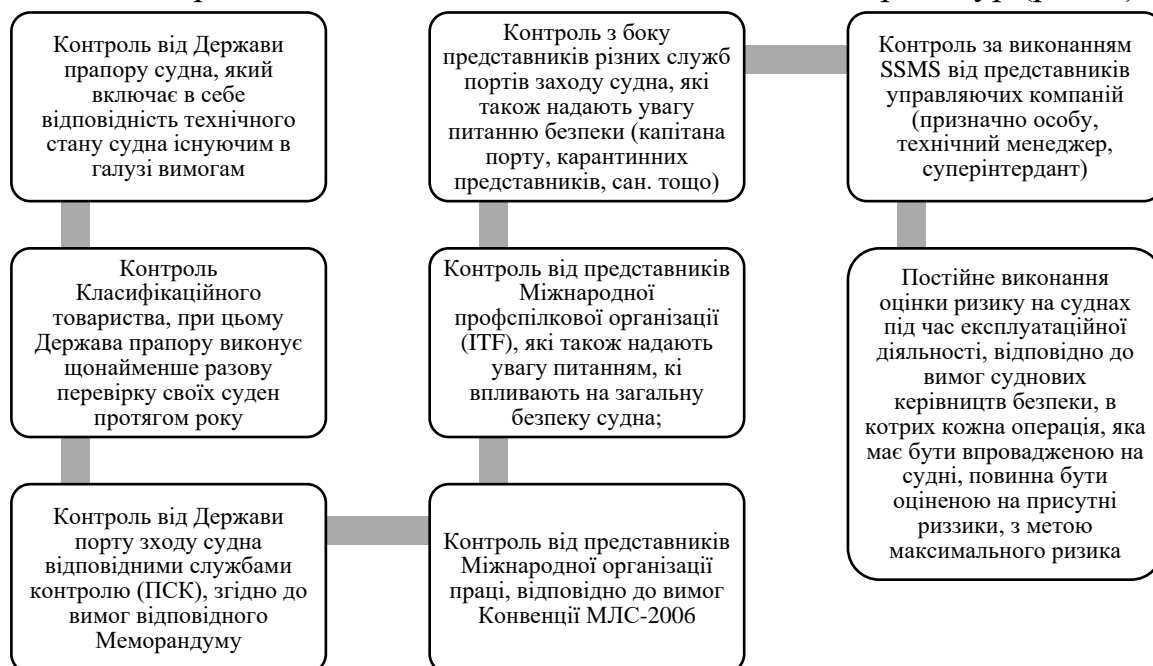 Контроль від Держави
прапору судна, який
включає в себе
відповідність технічного
стану судна існуючим в
галузі вимогам
Контроль
Класифікаційного
товариства, при цьому
Держава прапору виконує
щонайменше разову
перевірку своїх суден
протягом року
Контроль від Держави
порту зходу судна
відповідними службами
контролю (ПСК), згідно до
вимог відповідного
Меморандуму
Контроль від представників
Міжнародної організації
праці, відповідно до вимог
Конвенції МЛС-2006
Контроль від представників
Міжнародної
профспілкової організації
(ITF), які також надають
увагу питанням, кі
впливають на загальну
безпеку судна;
Контроль з боку
представників різних служб
портів заходу судна, які
також надають увагу
питанню безпеки (капітана
порту, карантинних
представників, сан. тощо)
Контроль за виконанням
SSMS від представників
управляючих компаній
(призначно особу,
технічний менеджер,
суперінтердант)
Постійне виконання
оцінки ризику на суднах
під час експлуатаційної
діяльності, відповідно до
вимог суднових
керівництв безпеки, в
котрих кожна операція, яка
має бути впровадженою на
судні, повинна бути
оціненою на присутні
риззики, з метою
максимального ризика